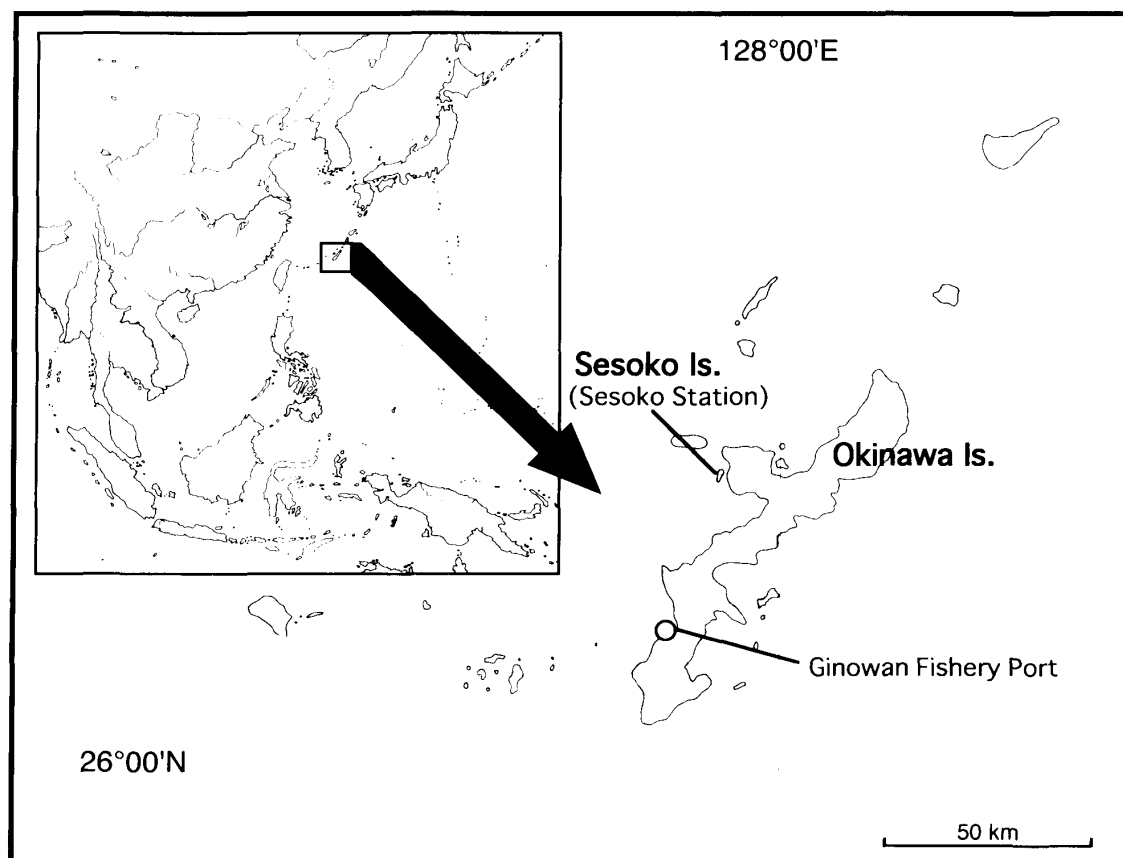 128°00'E
Sesoko Is.
(Sesoko Station)
Okinawa Is.
Ginowan Fishery Port
26°00'N
50 km